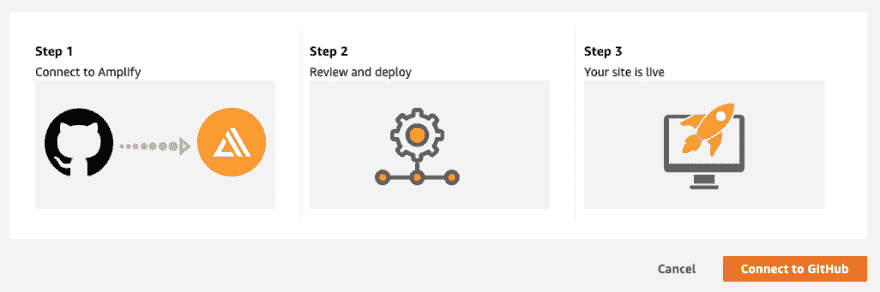 Step 1
Connect to Amplify
Step 2
Review and deploy
Step 3
Your site is live
Cancel
Connect to GitHub